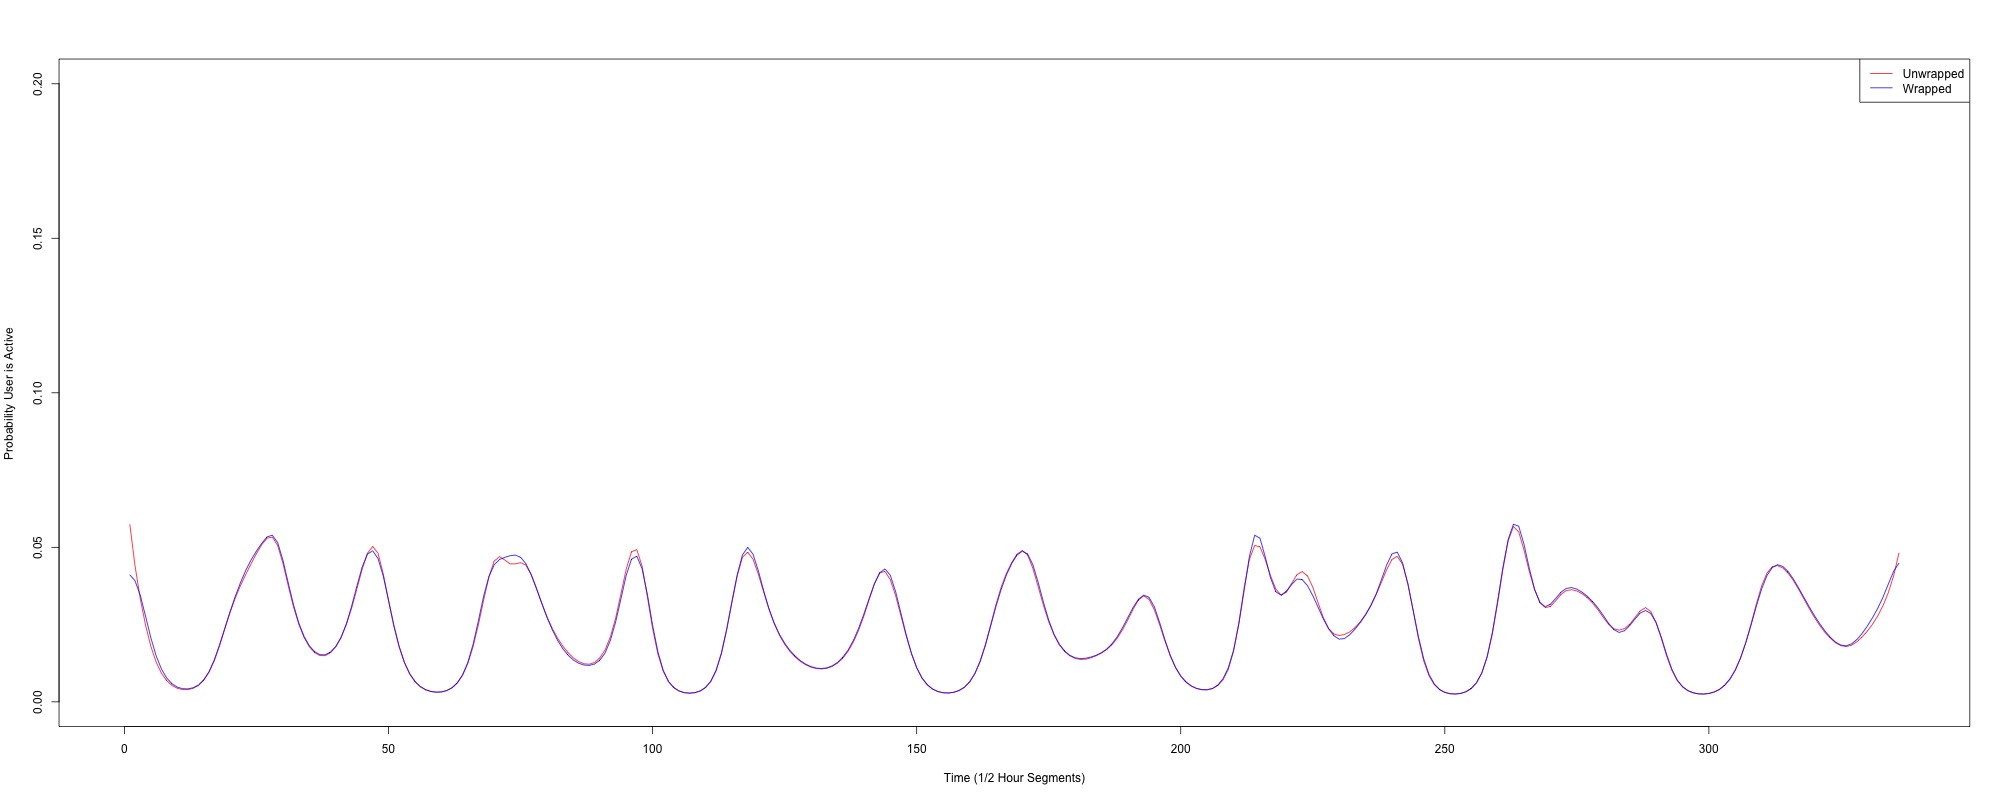 Unwrapped
Wrapped
0.20
0.15
0.10
0.05
0.00
Probability User is Active
0 50 100 150 200 250 300
Time (1/2 Hour Segments)